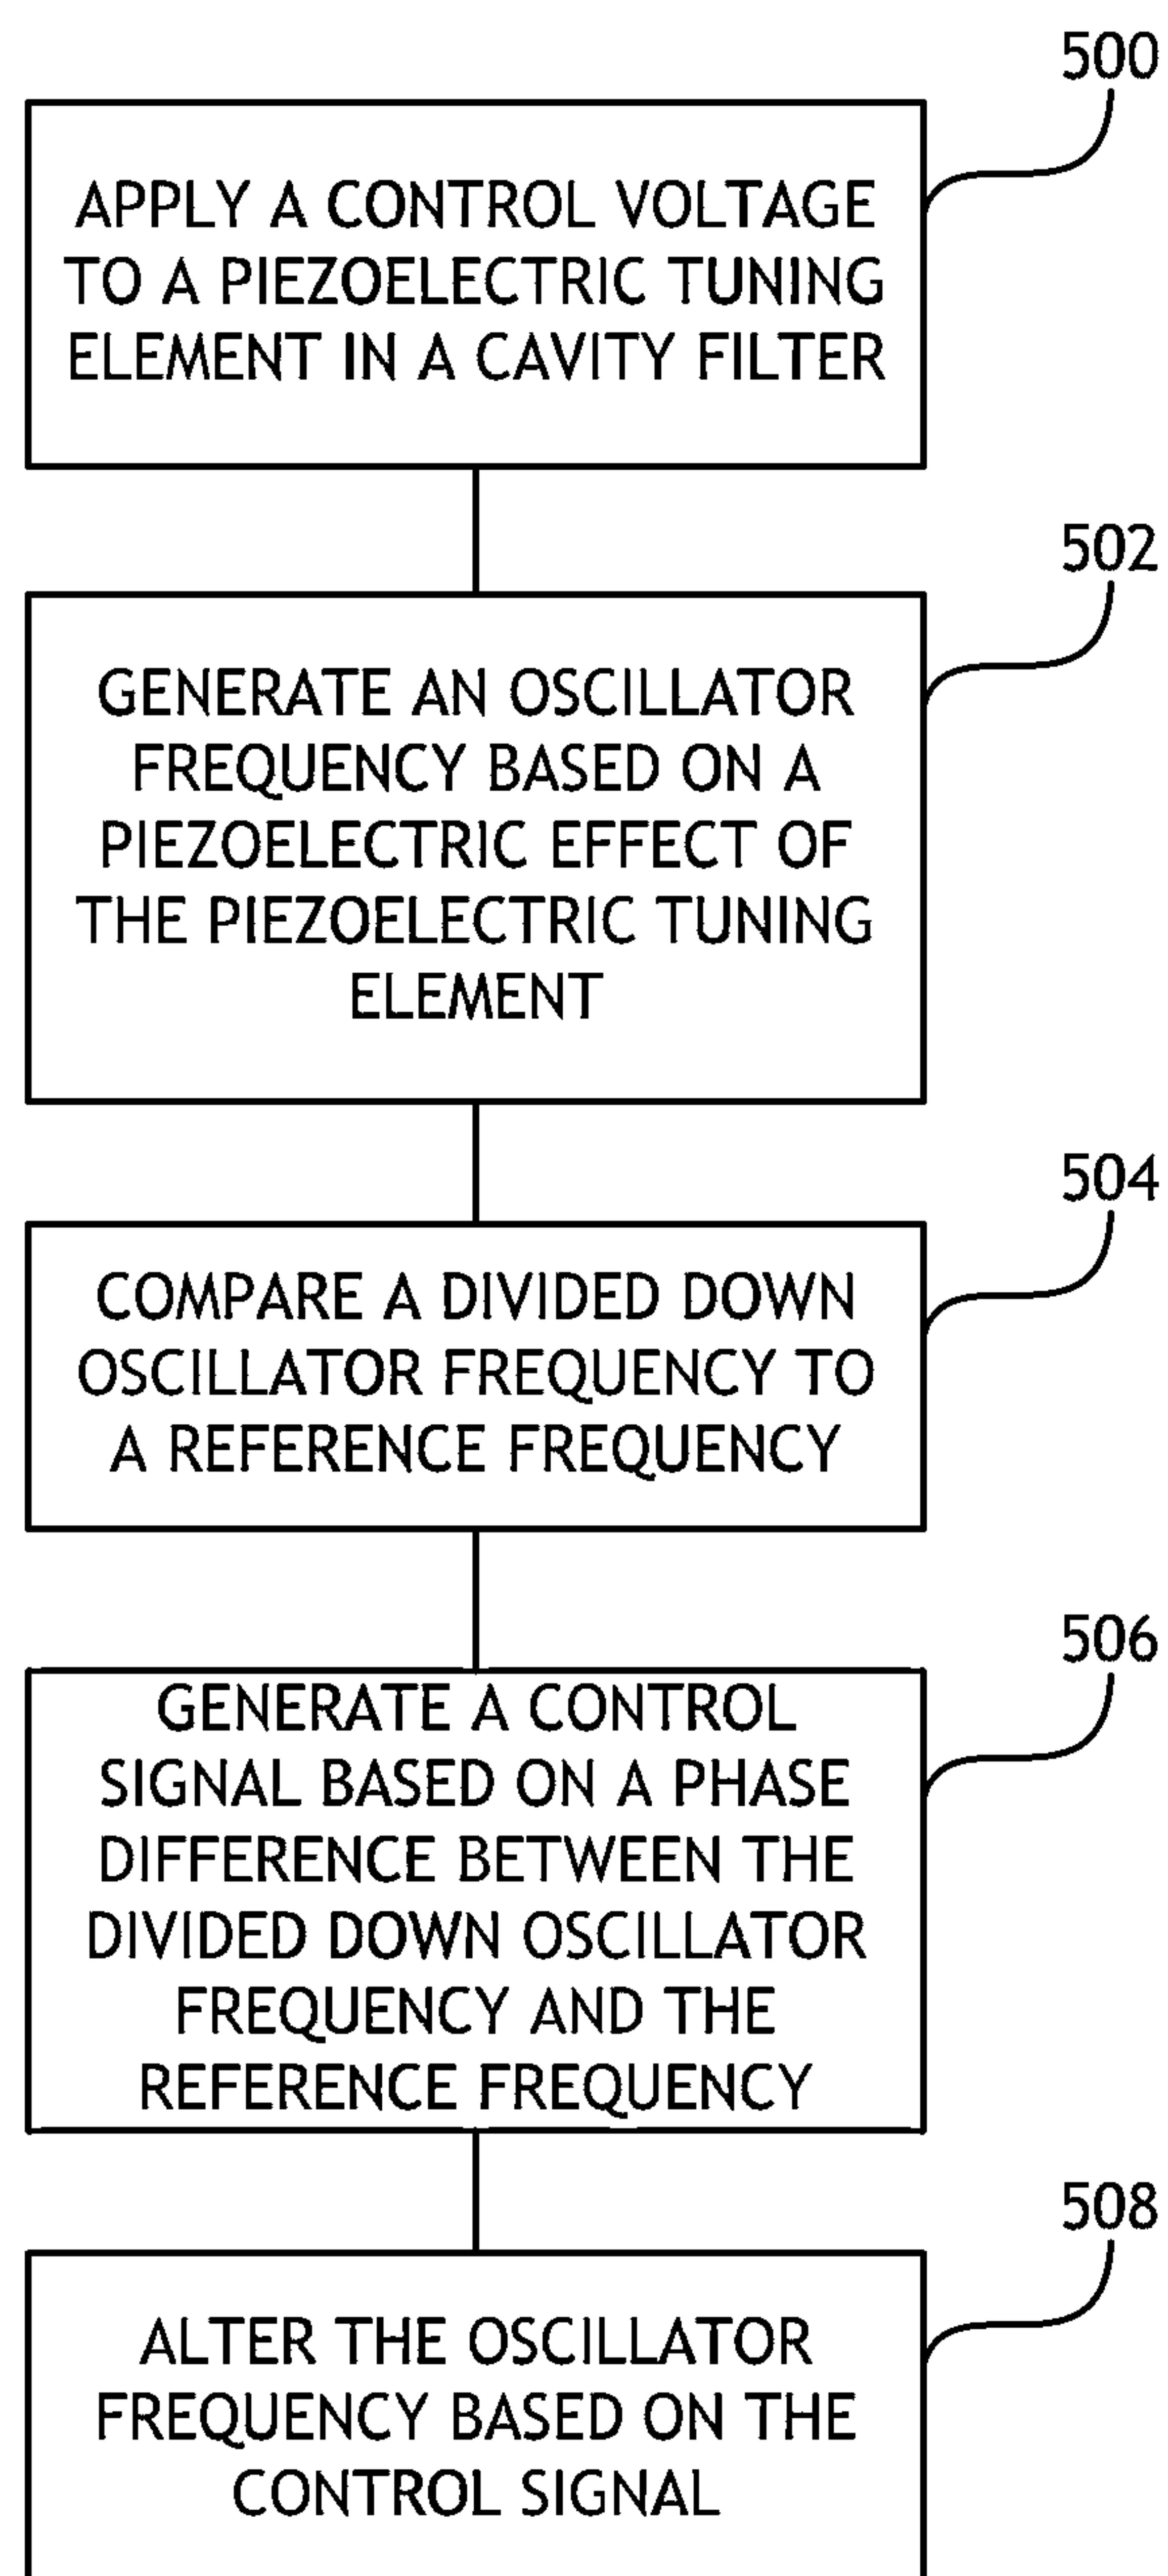 500
APPLY A CONTROL VOLTAGE
TO A PIEZOELECTRIC TUNING
ELEMENT IN A CAVITY FILTER
502
GENERATE AN OSCILLATOR
FREQUENCY BASED ON A
PIEZOELECTRIC EFFECT OF
THE PIEZOELECTRIC TUNING
ELEMENT
504
COMPARE A DIVIDED DOWN
OSCILLATOR FREQUENCY TO
A REFERENCE FREQUENCY
506
GENERATE A CONTROL
SIGNAL BASED ON A PHASE
DIFFERENCE BETWEEN THE
DIVIDED DOWN OSCILLATOR
FREQUENCY AND THE
REFERENCE FREQUENCY
508
ALTER THE OSCILLATOR
FREQUENCY BASED ON THE
CONTROL SIGNAL